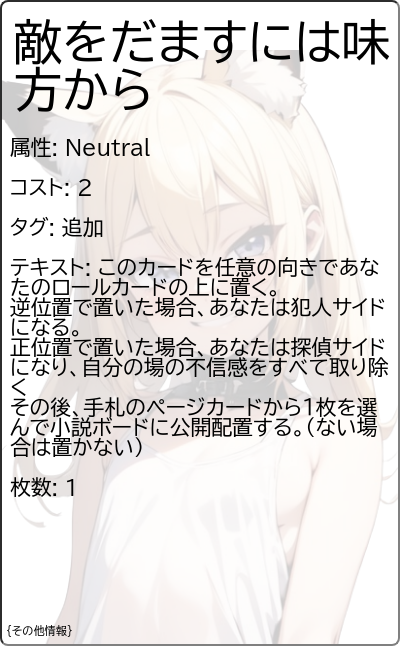 敵をだますには味
方から
属性: Neutral
コスト: 2
タグ: 追加
テキスト: このカードを任意の向きであな
たのロールカードの上に置く。
逆位置で置いた場合、あなたは犯人サイド
になる。
正位置で置いた場合、あなたは探偵サイド
になり、自分の場の不信感をすべて取り除
く
その後、手札のページカードから1枚を選
んで小説ボードに公開配置する。(ない場
合は置かない)
枚数: 1
{その他情報}